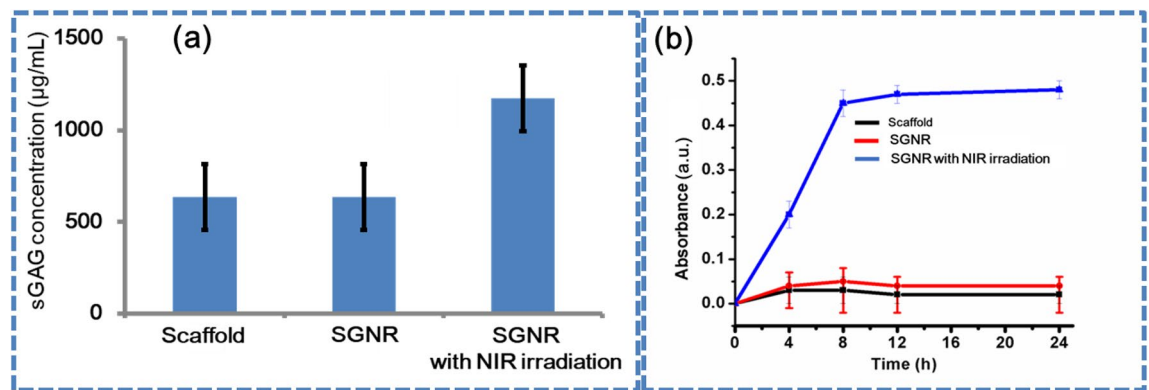 (a)
sGAG concentration (µg/mL)
1500
1000
500
0
Scaffold
SGNR
SGNR
with NIR irradiation
(b)
Absorbance (a.u.)
0.5
0.4
0.3
0.2
0.1
0.0
Scaffold
SGNR
SGNR with NIR irradiation
0 4 8 12 16 20 24
Time (h)